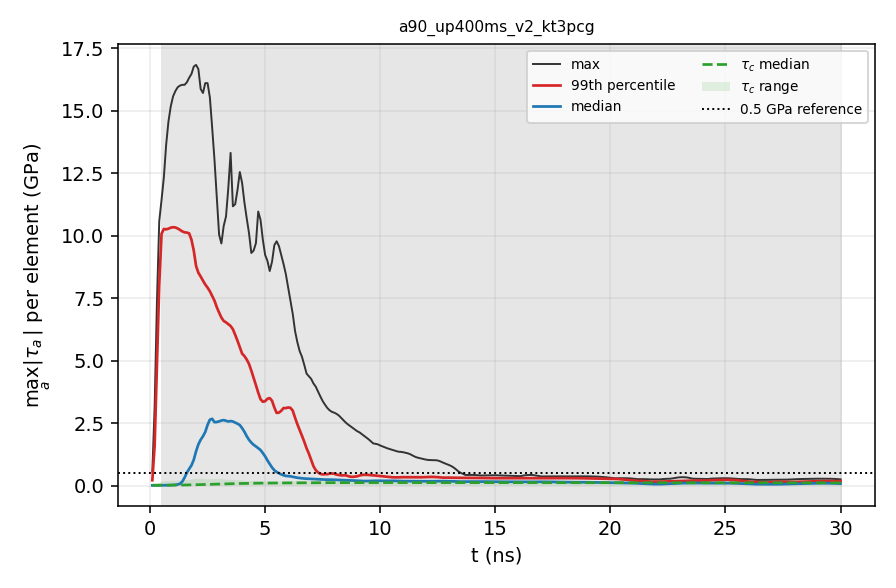 a90_up400ms_v2_kt3pcg
max
99th percentile
median
τc median
τc range
0.5 GPa reference
17.5
15.0
12.5
10.0
7.5
5.0
2.5
0.0
max|τa| per element (GPa)
a
0 5 10 15 20 25 30
t (ns)